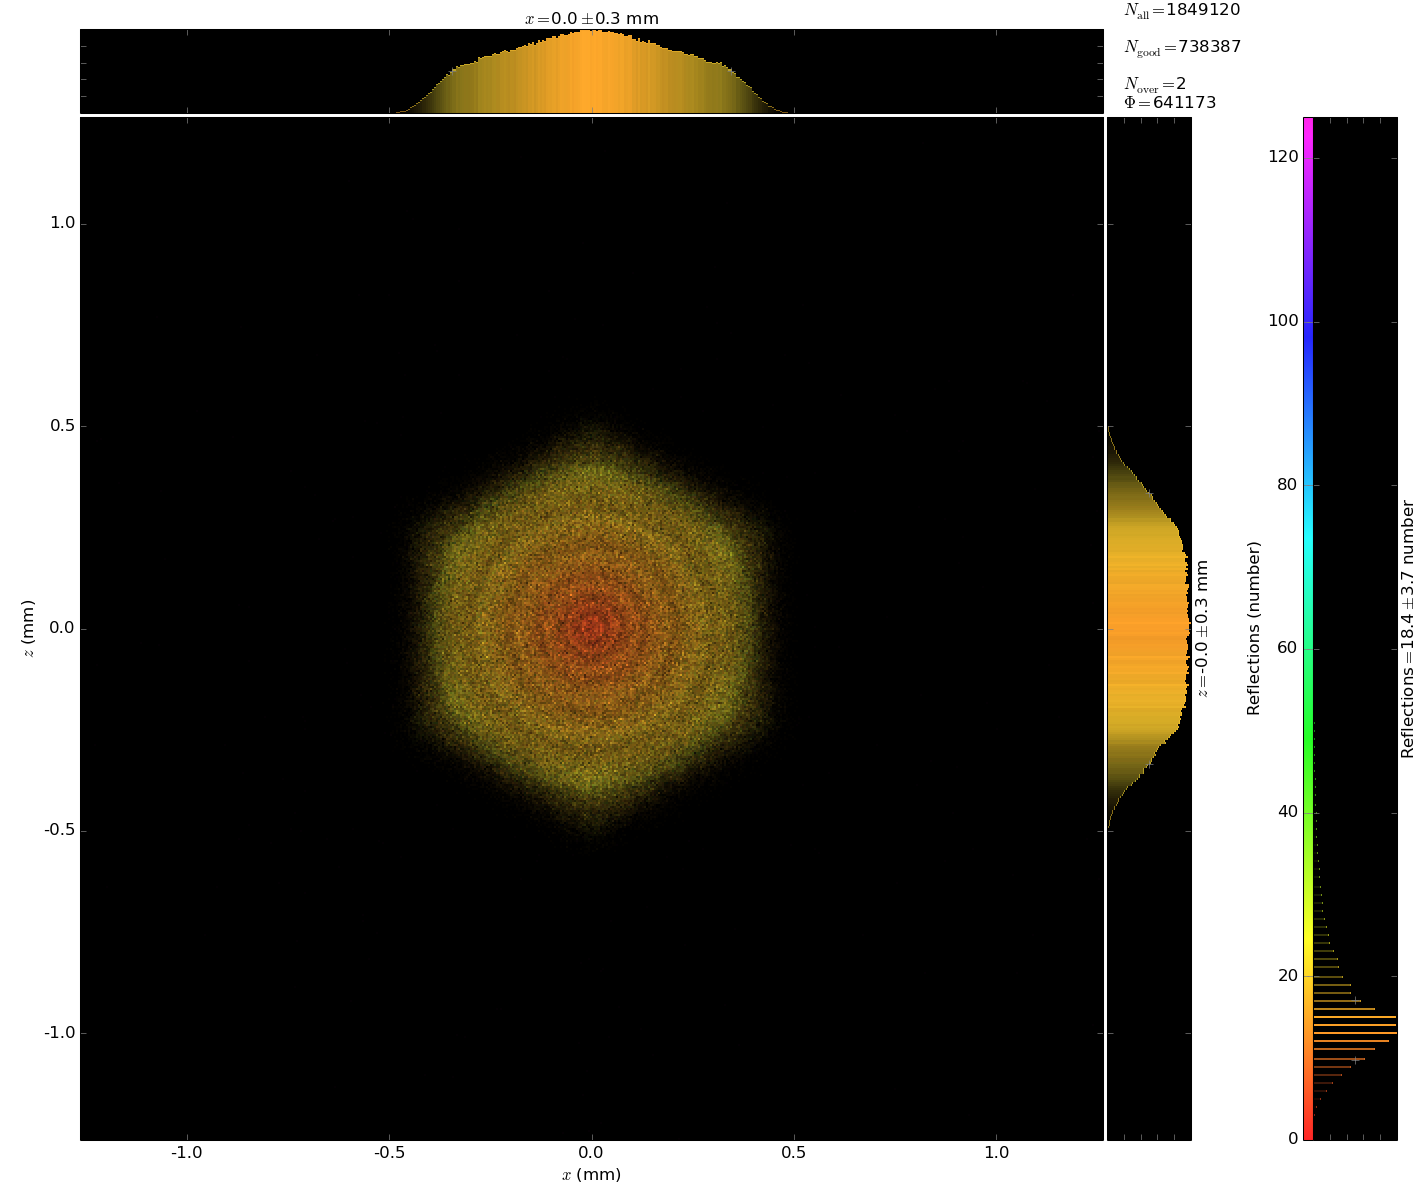 x=0.0±0.3 mm
N_all=1849120
N_good=738387
N_over=2
Φ=641173
1.0
0.5
0.0
-0.5
-1.0
z (mm)
-1.0
-0.5
0.0
0.5
1.0
x (mm)
z=-0.0±0.3 mm
Reflections (number)
120
100
80
60
40
20
0
Reflections=18.4±3.7 number